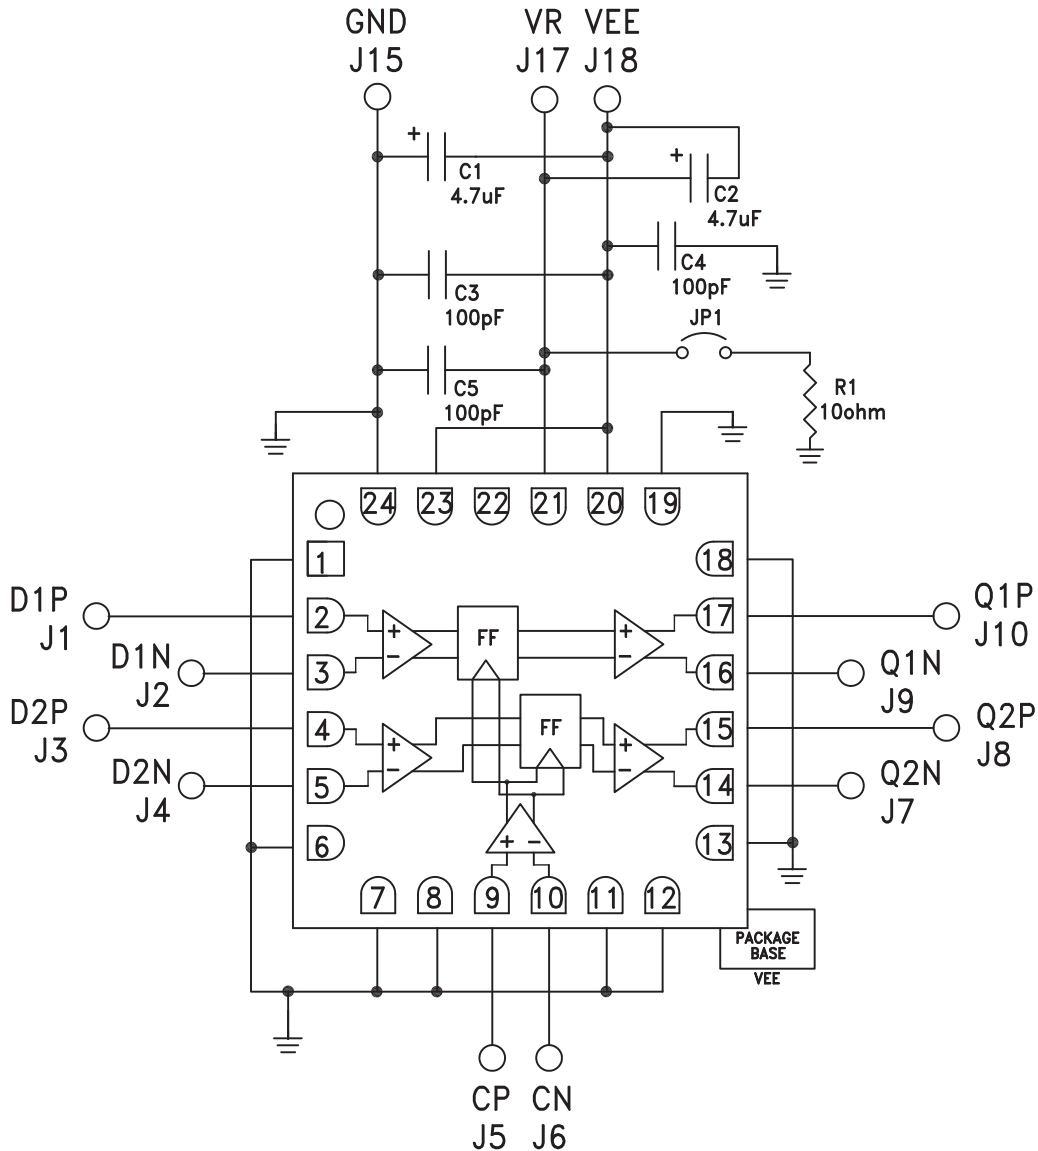 GND
J15
VR
J17
VEE
J18
+
C1
4.7uF
+
C2
4.7uF
C4
100pF
C3
100pF
JP1
C5
100pF
R1
10ohm
24
23
22
21
20
19
1
18
D1P
J1
2
+
−
FF
+
−
17
Q1P
J10
D1N
J2
3
16
Q1N
J9
D2P
J3
4
+
−
FF
+
−
15
Q2P
J8
D2N
J4
5
14
Q2N
J7
6
+ −
13
7
8
9
10
11
12
PACKAGE
BASE
VEE
CP
J5
CN
J6